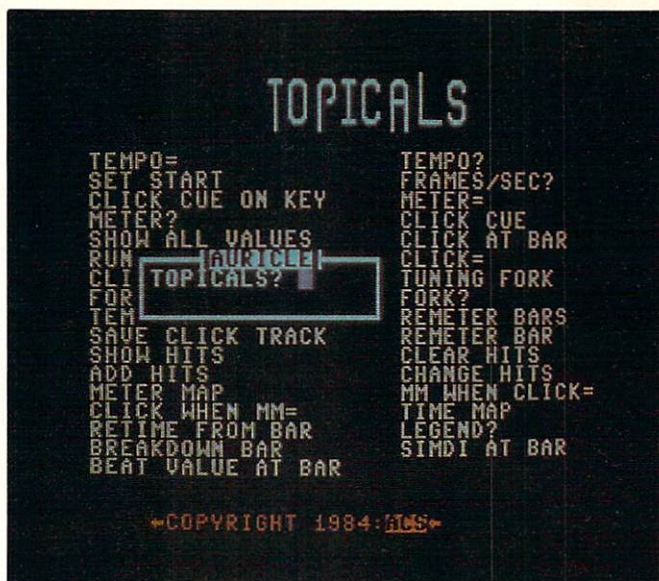 TOPICALS
TEMPO=
SET START
CLICK CUE ON KEY
METER?
SHOW ALL VALUES
RUN
CLI
FOR
TEM
SAVE CLICK TRACK
SHOW HITS
ADD HITS
METER MAP
CLICK WHEN MM=
RETIME FROM BAR
BREAKDOWN BAR
BEAT VALUE AT BAR
AURICLE
TOPICALS?
TEMPO?
FRAMES/SEC?
METER=
CLICK CUE
CLICK AT BAR
CLICK=
TUNING FORK
FORK?
REMETER BARS
REMETER BAR
CLEAR HITS
CHANGE HITS
MM WHEN CLICK=
TIME MAP
LEGEND?
SIMDI AT BAR
←COPYRIGHT 1984:ACS←